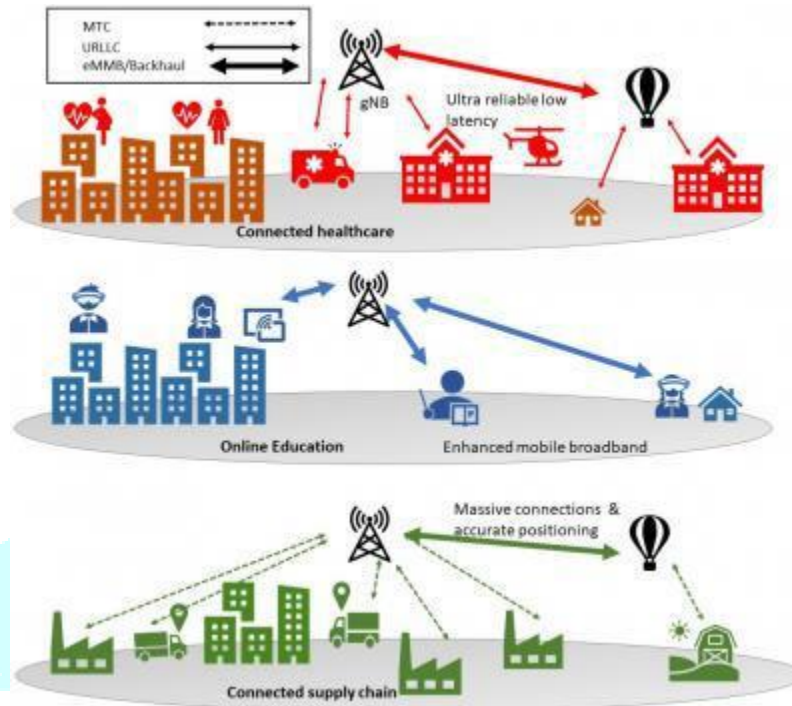 MTC
URLLC
eMMB/Backhaul
gNB
Ultra reliable low
latency
Connected healthcare
Online Education
Enhanced mobile broadband
Massive connections &
accurate positioning
Connected supply chain